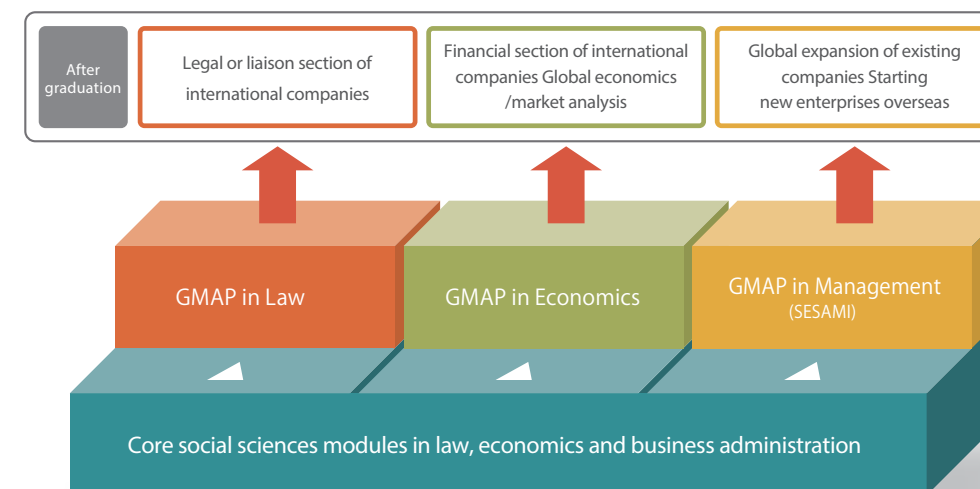 After
graduation
Legal or liaison section of
international companies
Financial section of international
companies Global economics
/market analysis
Global expansion of existing
companies Starting
new enterprises overseas
GMAP in Law
GMAP in Economics
GMAP in Management
(SESAMI)
Core social sciences modules in law, economics and business administration